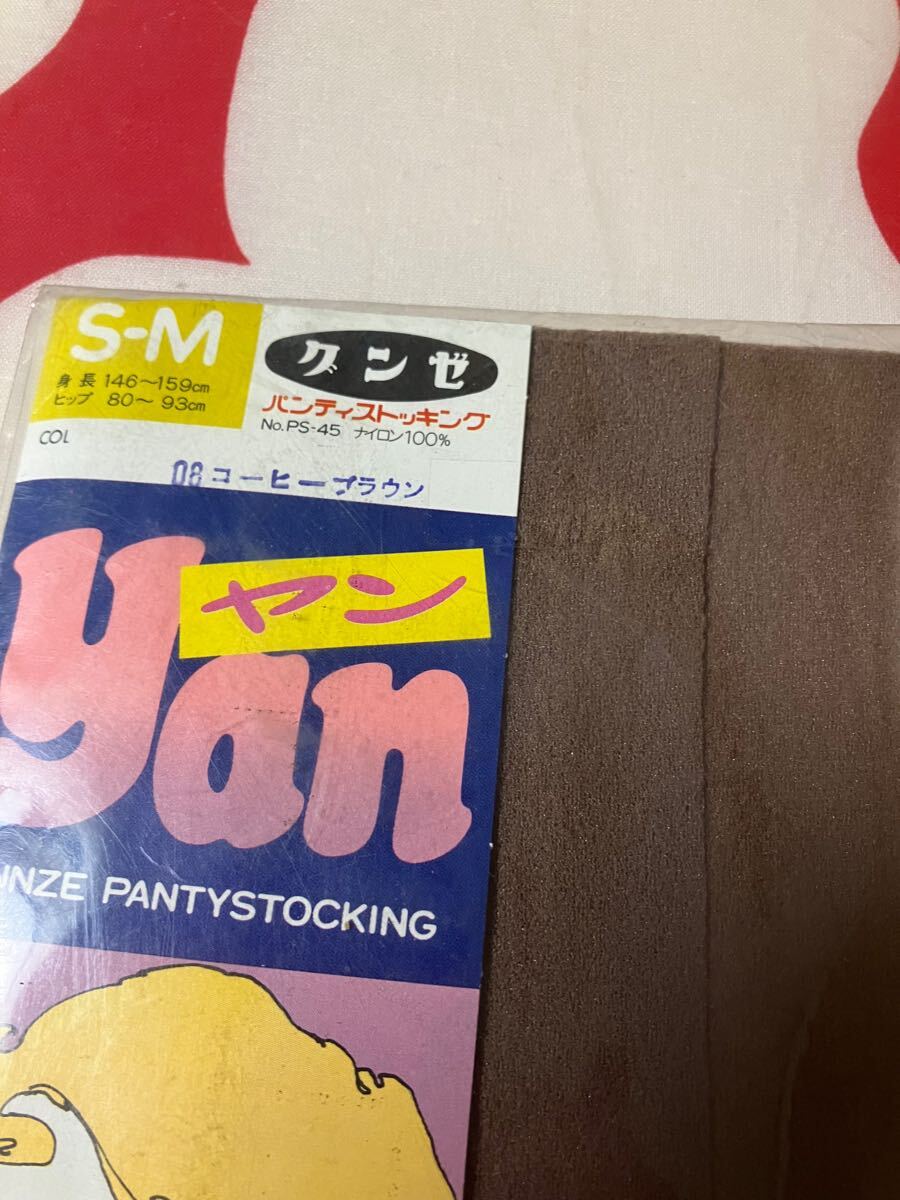 S-M
身長 146〜159cm
ヒップ 80〜93cm
グンゼ
パンティストッキング
No.PS-45 ナイロン100%
COL
08 コーヒーブラウン
yan
ヤン
UNZE PANTYSTOCKING